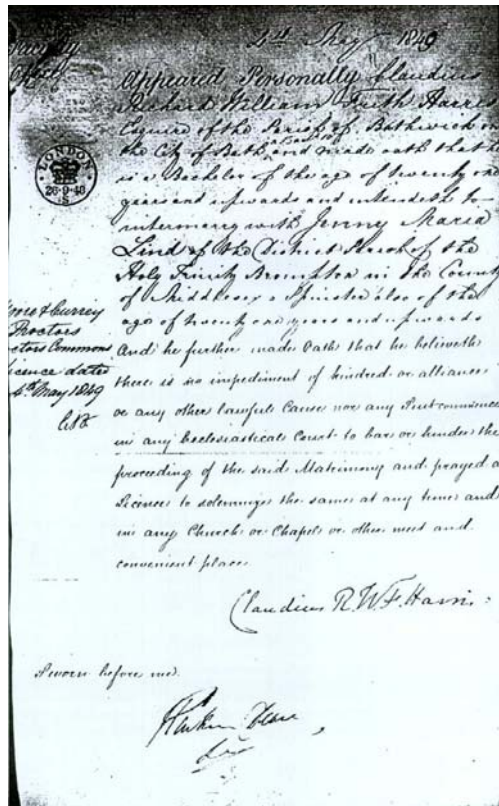 Faculty
Office
4th May 1849
Appeared Personally Claudius
Richard William Frith Harris
Esquire of the Parish of Bathwick in
the City of Bath and made oath that he
is a Bachelor of the age of twenty one
years and upwards and intendeth to
intermarry with Jenny Maria
Lind of the District Parish of the
Holy Trinity Brompton in the County
of Middlesex a Spinster also of the
age of twenty one years and upwards
And he further made Oath that he believeth
there is no impediment of kindred or alliance
or any other lawful Cause nor any Suit commenced
in any Ecclesiastical Court to bar or hinder the
proceeding of the said Matrimony and prayed a
Licence to solemnize the same at any time and
in any Church or Chapel or other meet and
convenient place.
LONDON
26·9·40
S
& Currey
Proctors
Commons
Licence dated
4th May 1849
Claudius R. W. F. Harris
Sworn before me